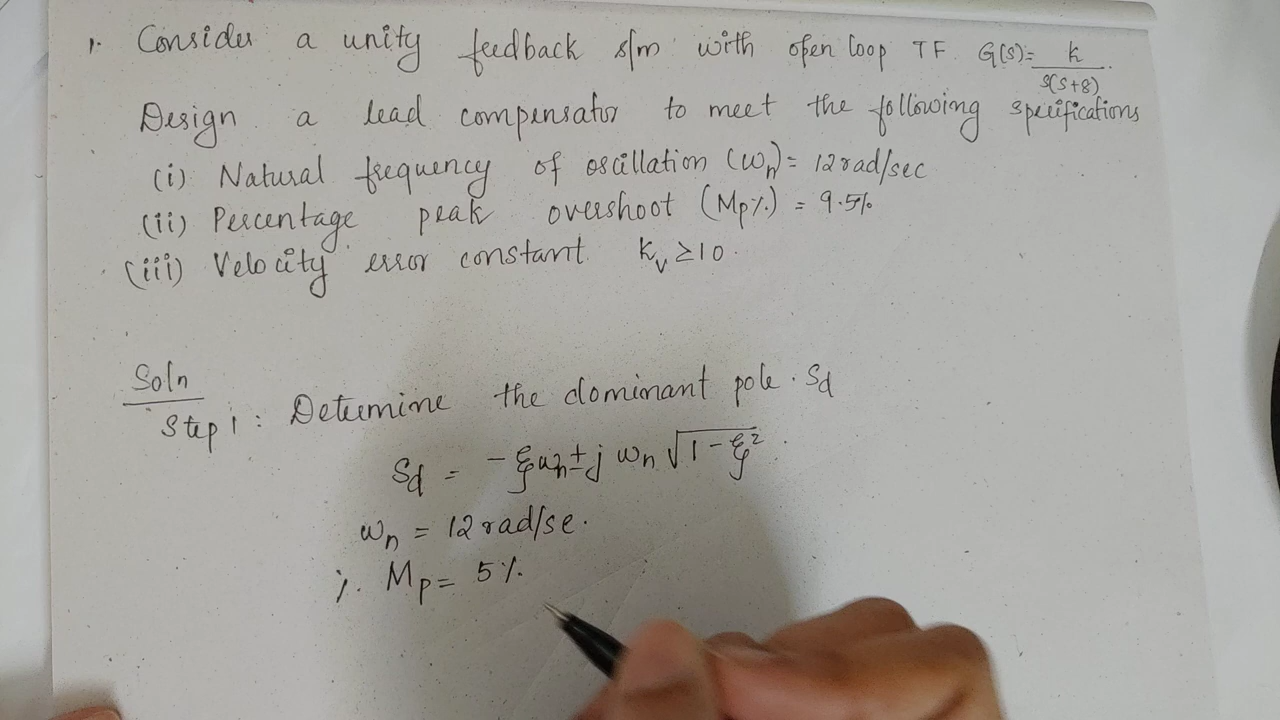 1. Consider a unity feedback s/m with open loop TF G(s)= k/s(s+8).
Design a lead compensator to meet the following specifications
(i) Natural frequency of oscillation (ωn)= 12 rad/sec
(ii) Percentage peak overshoot (Mp%) = 9.5%
(iii) Velocity error constant kv ≥10.
Soln
Step 1: Determine the dominant pole. Sd
Sd = -ξωn±j ωn√1-ξ².
ωn = 12 rad/se.
%. Mp= 5%.